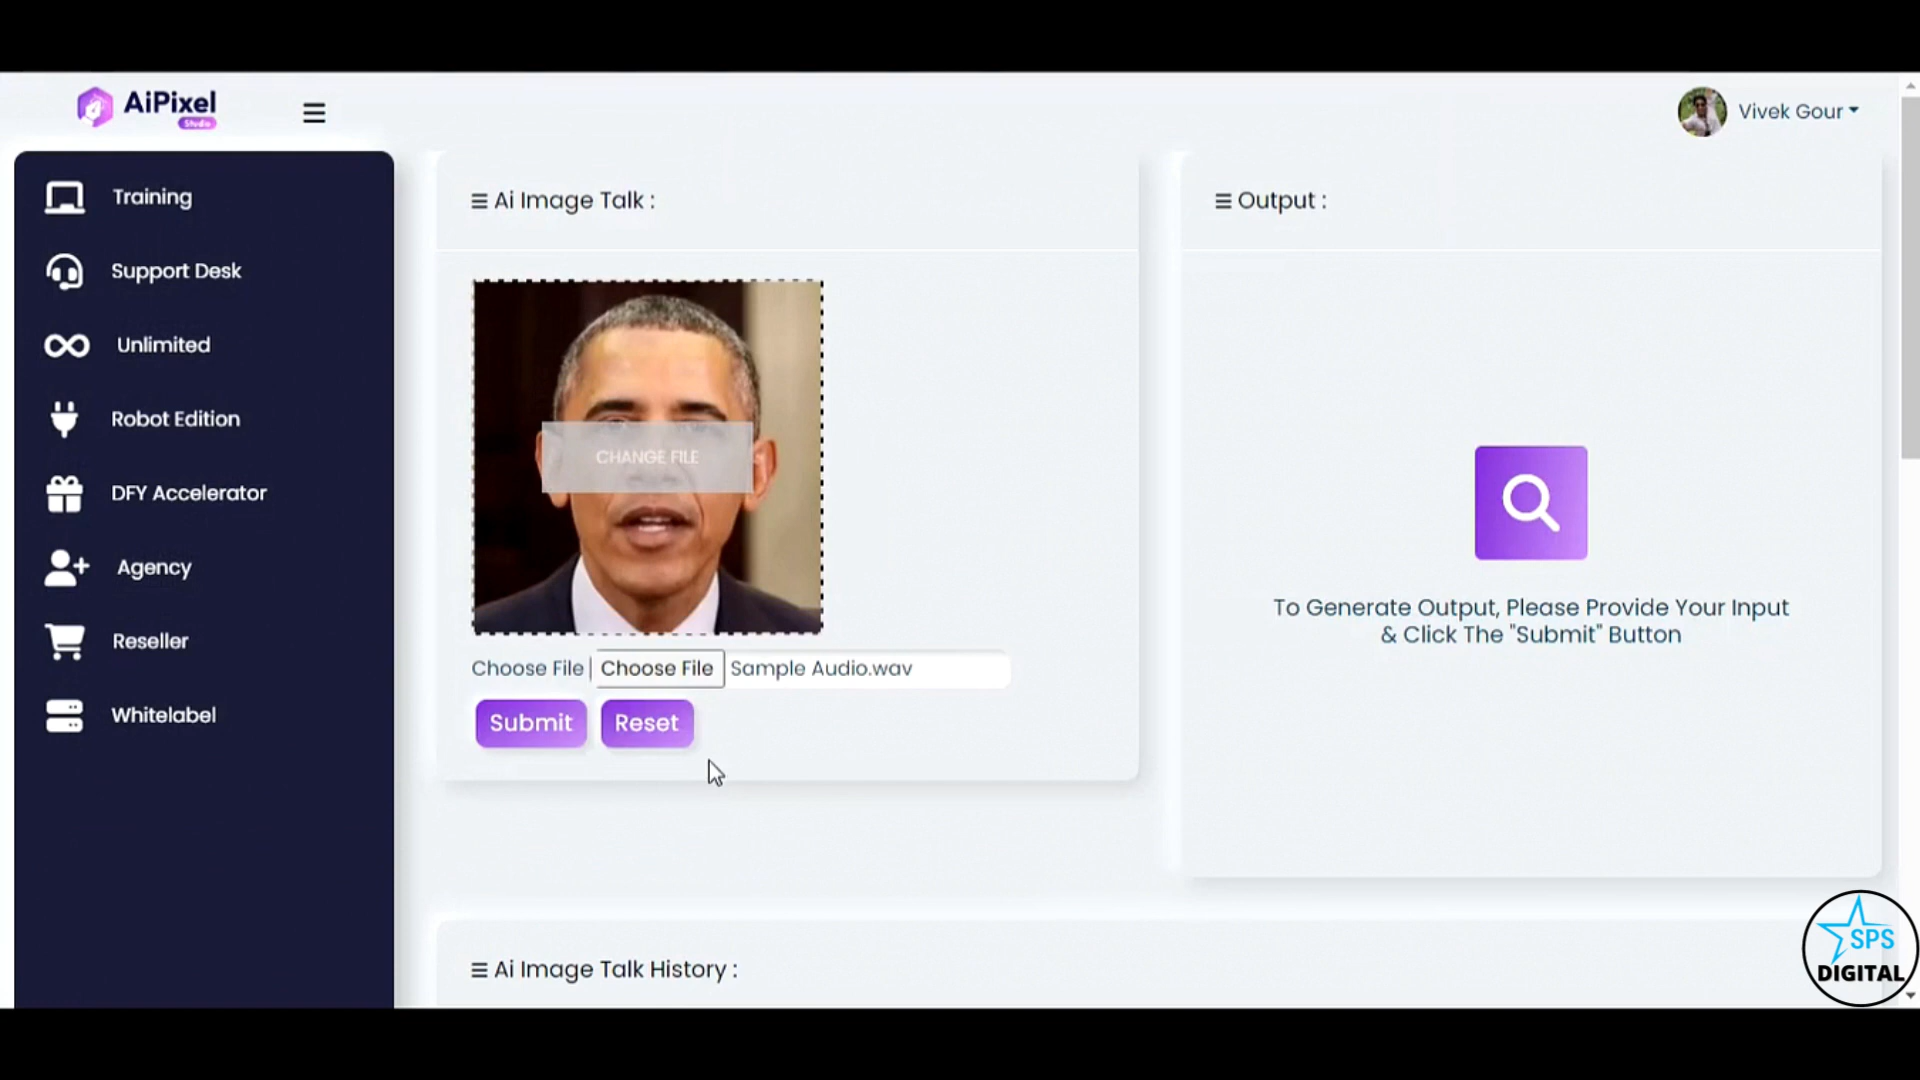 AiPixel
Studio
Vivek Gour
Training
Support Desk
Unlimited
Robot Edition
DFY Accelerator
Agency
Reseller
Whitelabel
Ai Image Talk :
CHANGE FILE
Choose File
Choose File Sample Audio.wav
Submit
Reset
Output :
To Generate Output, Please Provide Your Input
& Click The "Submit" Button
Ai Image Talk History :
SPS
DIGITAL